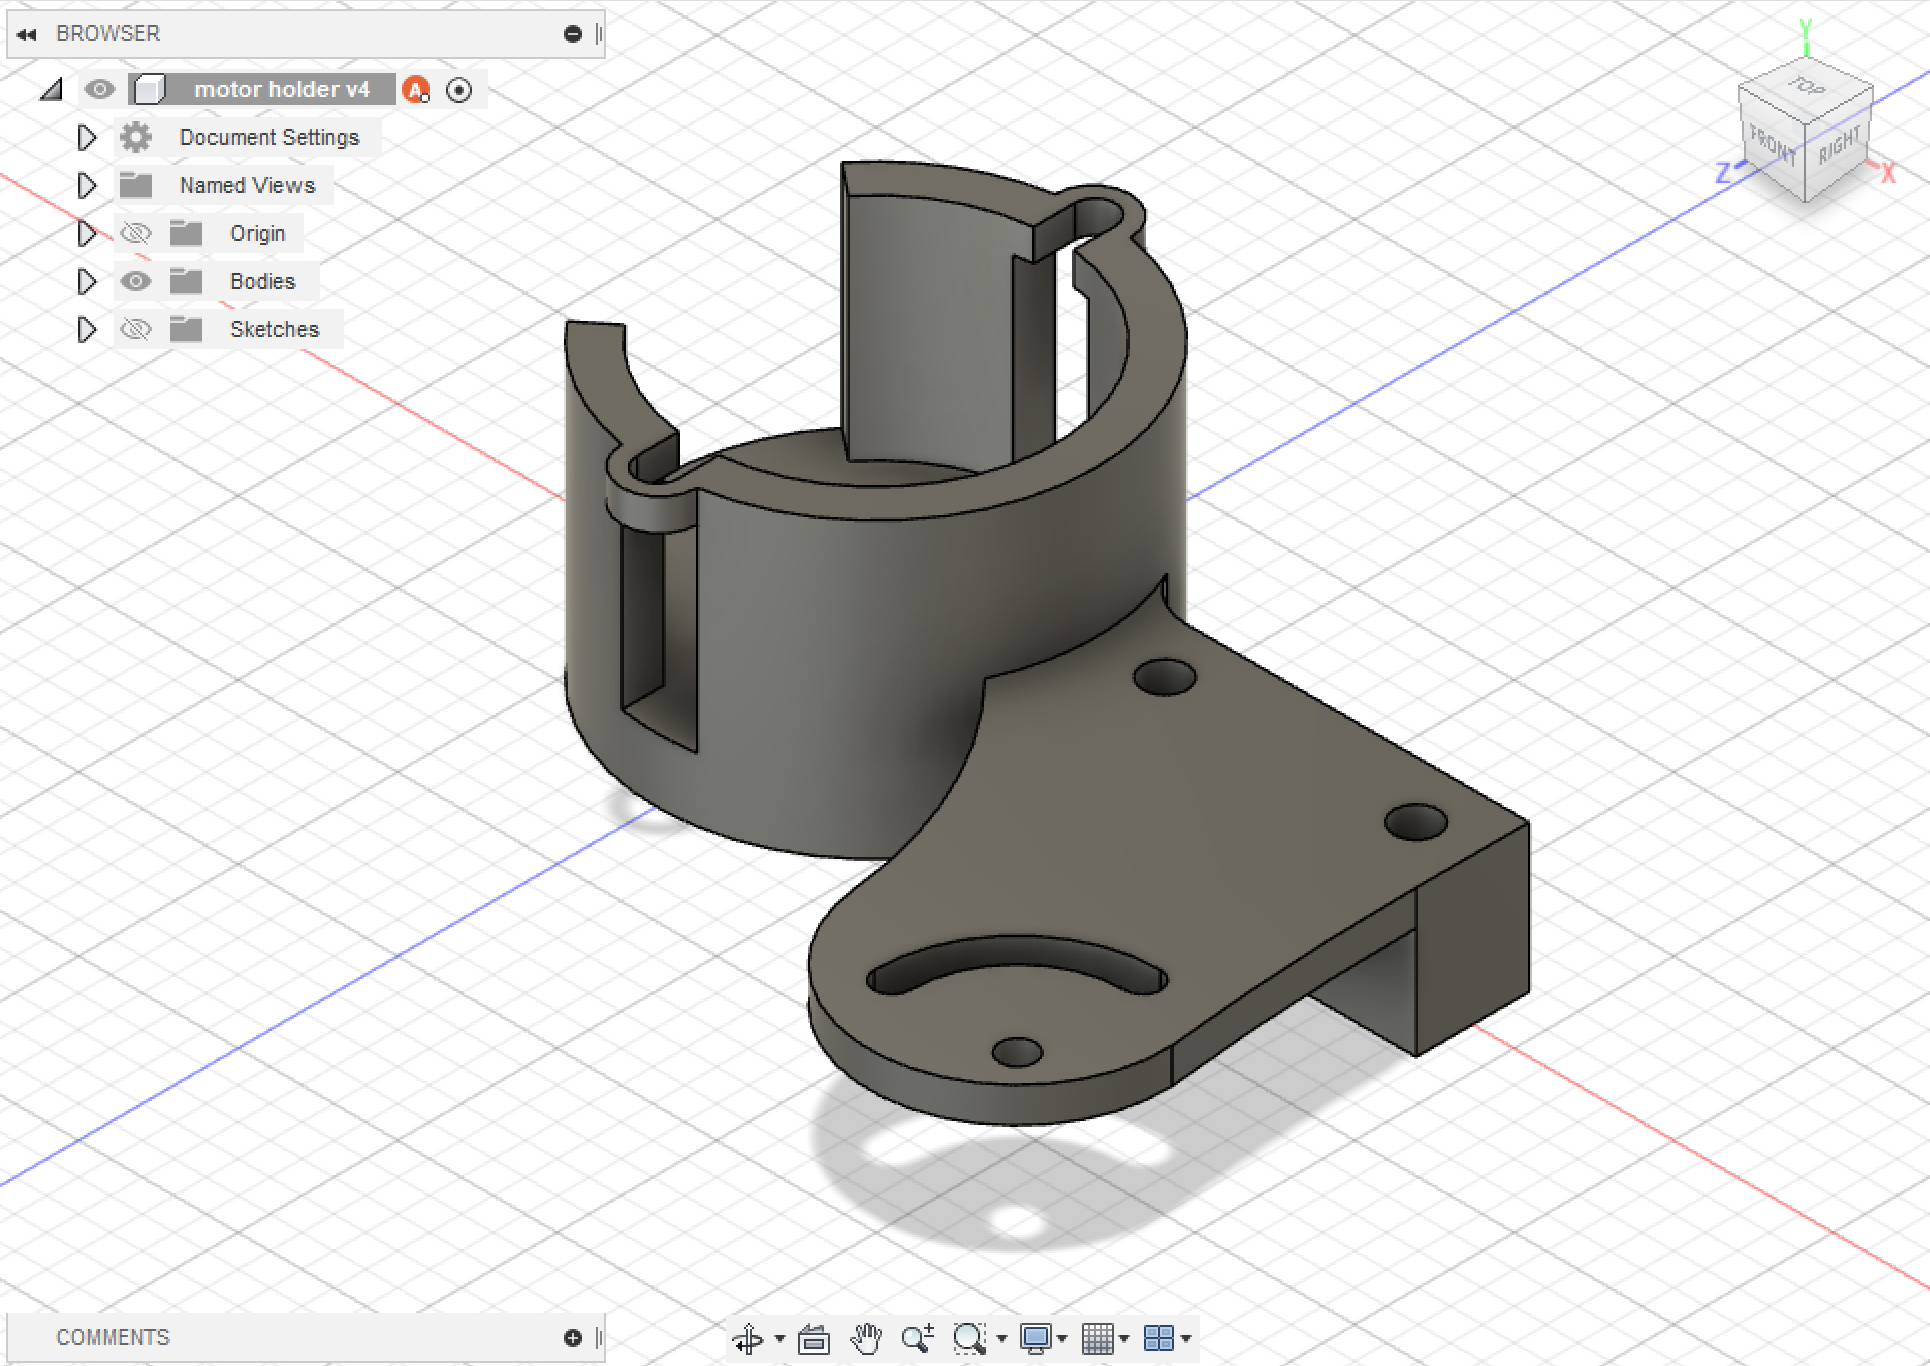 BROWSER
motor holder v4
A
Document Settings
Named Views
Origin
Bodies
Sketches
Y
TOP
FRONT
RIGHT
Z
X
COMMENTS